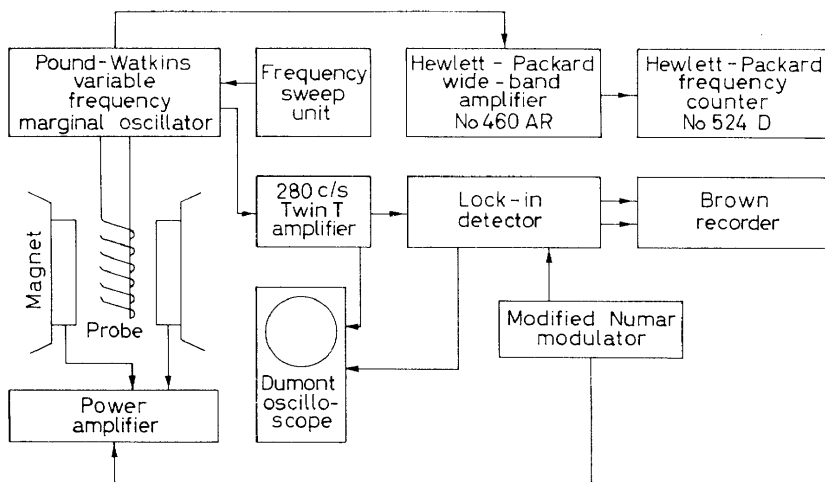 Pound-Watkins
variable
frequency
marginal oscillator
Frequency
sweep
unit
Hewlett-Packard
wide-band
amplifier
No 460 AR
Hewlett-Packard
frequency
counter
No 524 D
280 c/s
Twin T
amplifier
Lock-in
detector
Brown
recorder
Magnet
Probe
Dumont
oscillo-
scope
Modified Numar
modulator
Power
amplifier